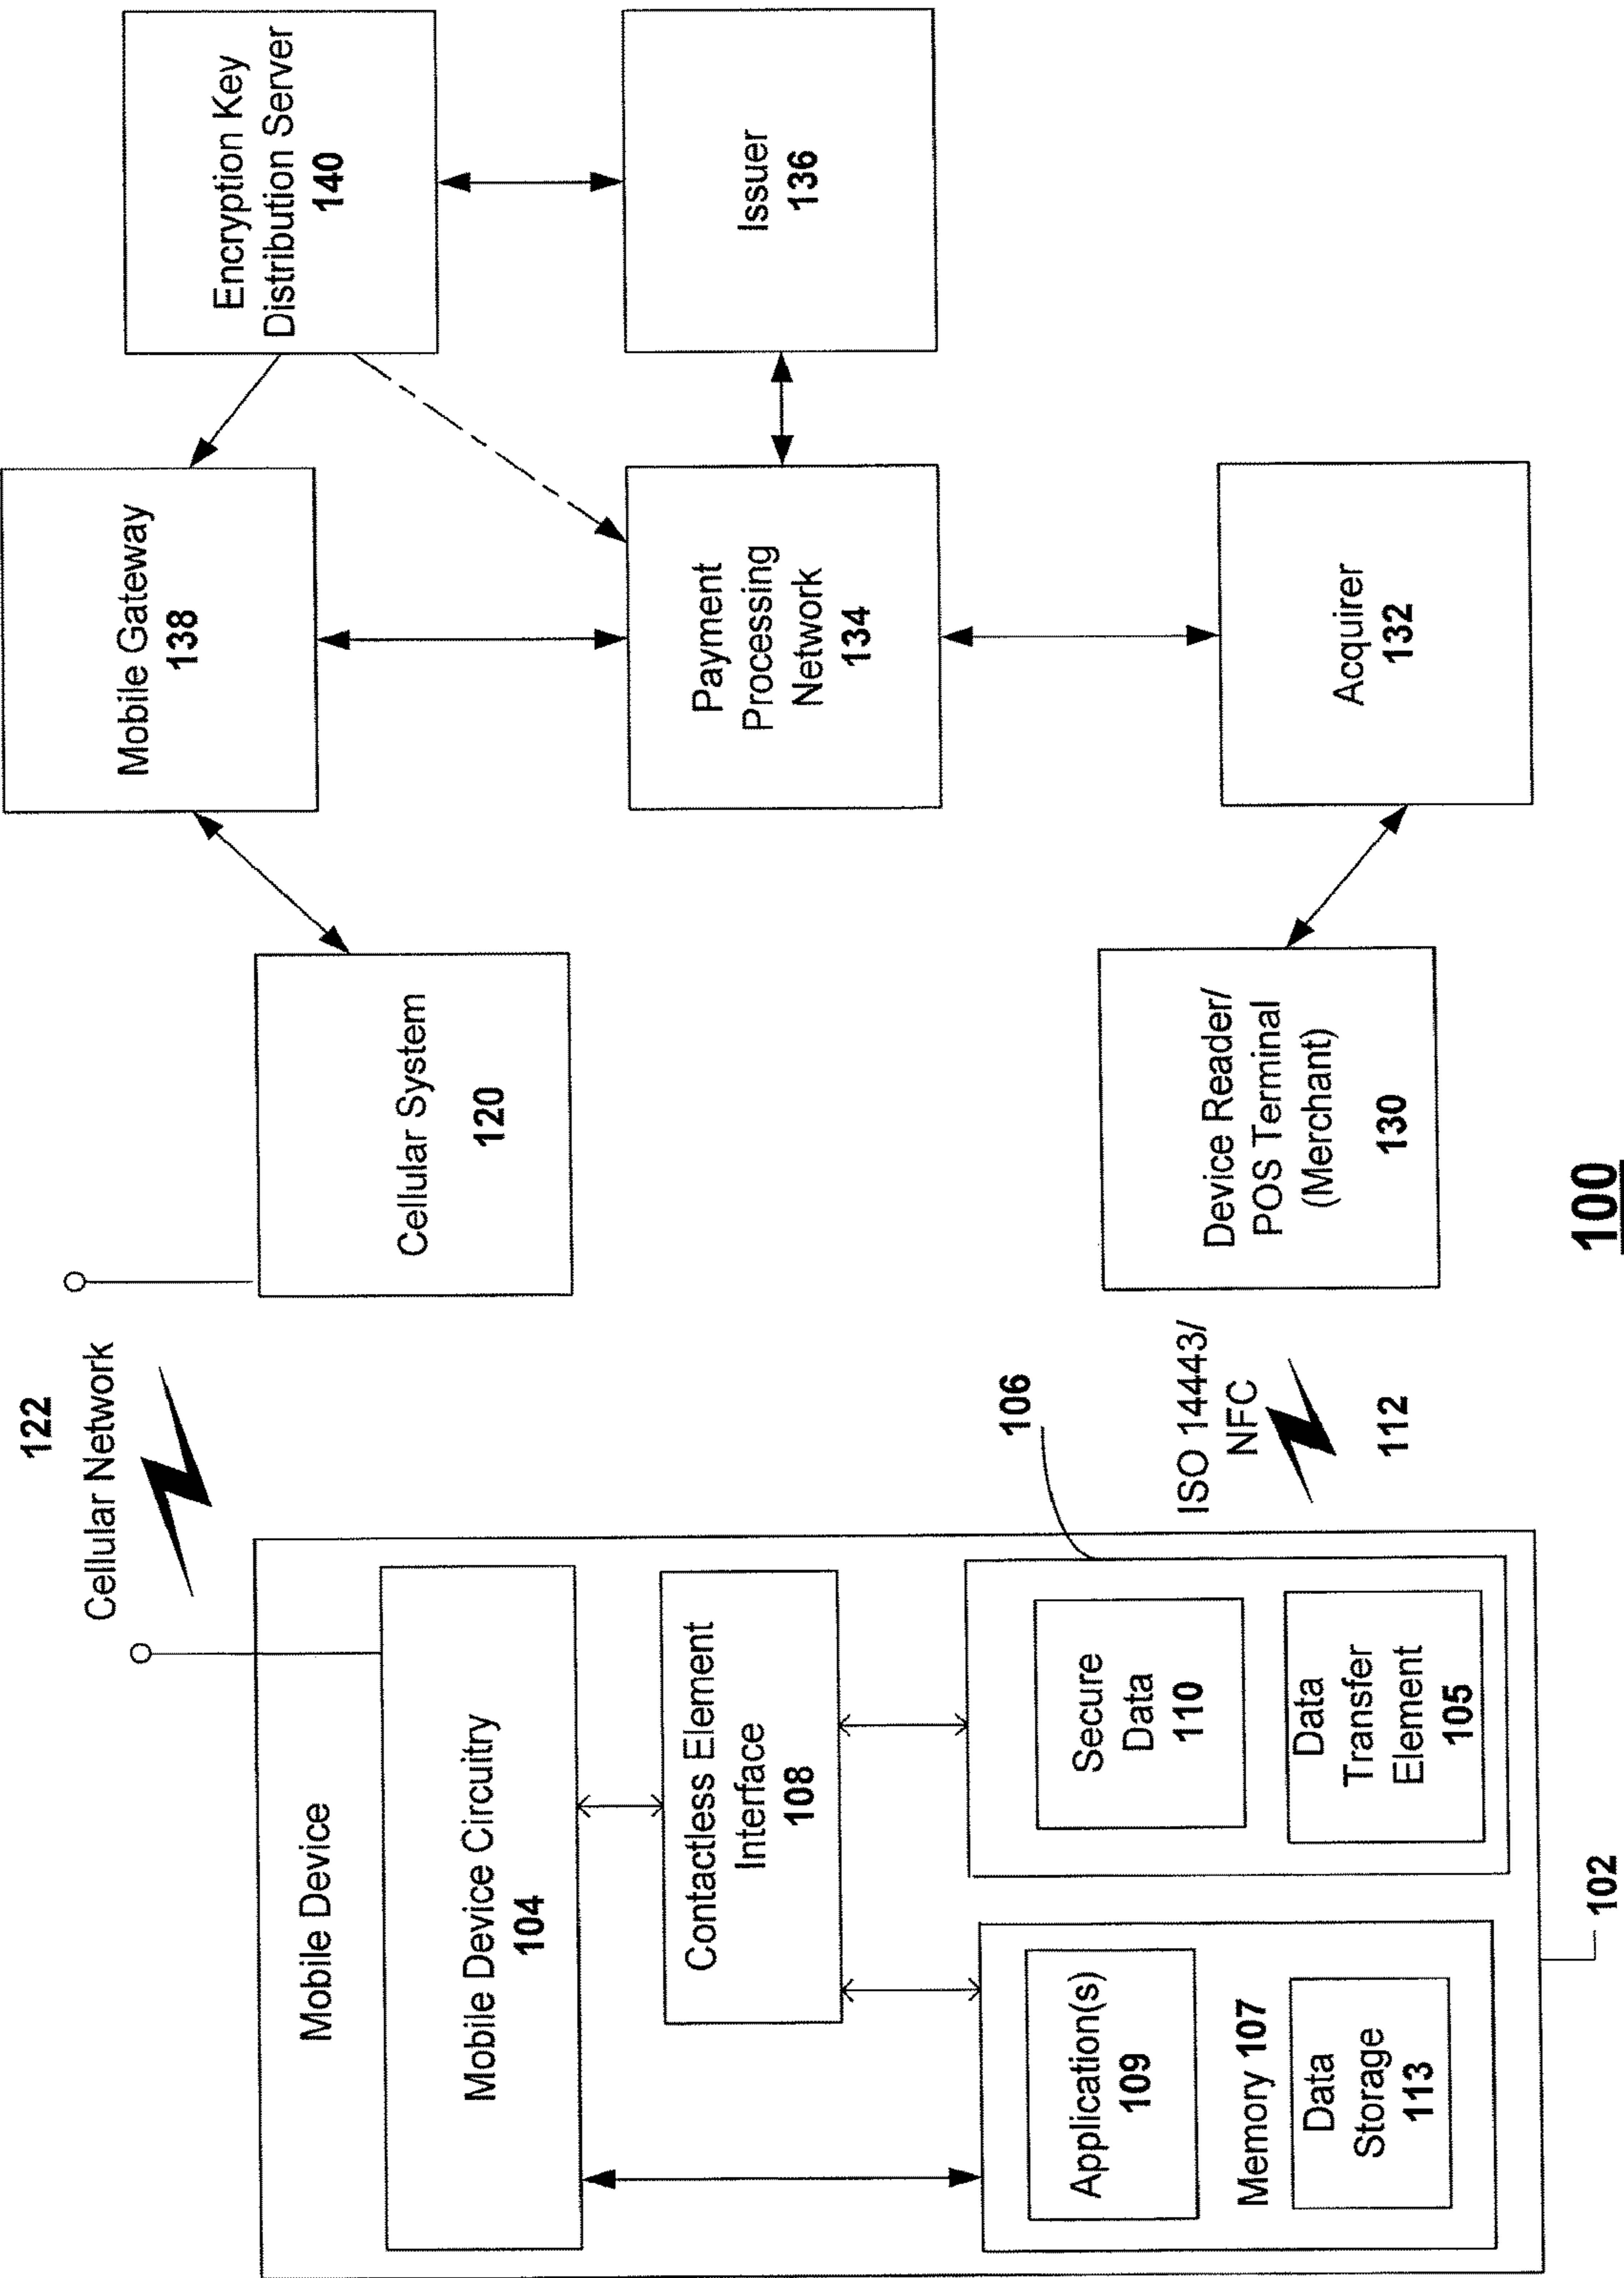 122
Cellular Network
Mobile Device
Mobile Device Circuitry
104
Contactless Element
Interface
108
Application(s)
109
Memory 107
Data
Storage
113
Secure
Data
110
Data
Transfer
Element
105
106
102
ISO 14443/
NFC
112
Cellular System
120
Device Reader/
POS Terminal
(Merchant)
130
Mobile Gateway
138
Payment
Processing
Network
134
Acquirer
132
Encryption Key
Distribution Server
140
Issuer
136
100